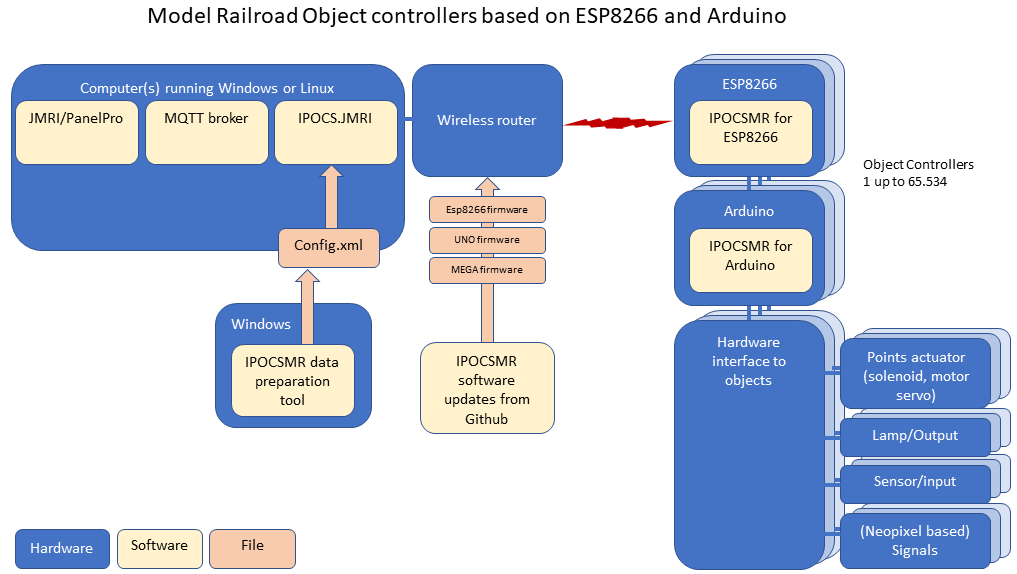 Model Railroad Object controllers based on ESP8266 and Arduino
Computer(s) running Windows or Linux
JMRI/PanelPro
MQTT broker
IPOCS.JMRI
Config.xml
Windows
IPOCSMR data
preparation
tool
Wireless router
Esp8266 firmware
UNO firmware
MEGA firmware
IPOCSMR
software
updates from
Github
ESP8266
IPOCSMR for
ESP8266
Object Controllers
1 up to 65.534
Arduino
IPOCSMR for
Arduino
Hardware
interface to
objects
Points actuator
(solenoid, motor
servo)
Lamp/Output
Sensor/input
(Neopixel based)
Signals
Hardware
Software
File